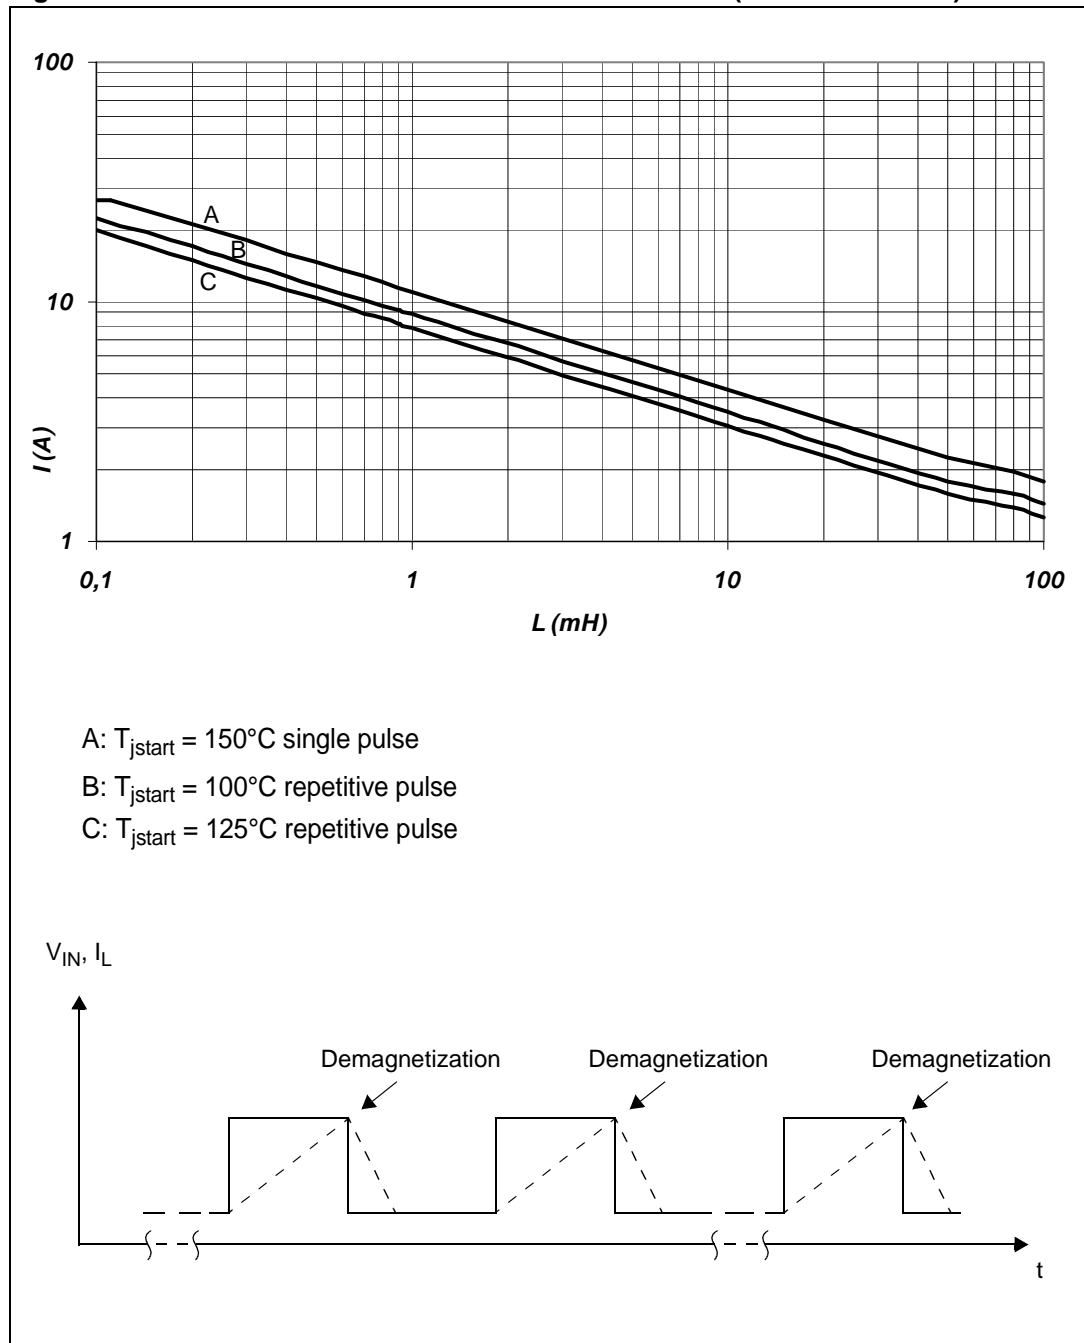 100
A
B
C
10
I (A)
1
0,1 1 10 100
L (mH)
A: Tjstart = 150°C single pulse
B: Tjstart = 100°C repetitive pulse
C: Tjstart = 125°C repetitive pulse
VIN, IL
Demagnetization Demagnetization Demagnetization
t